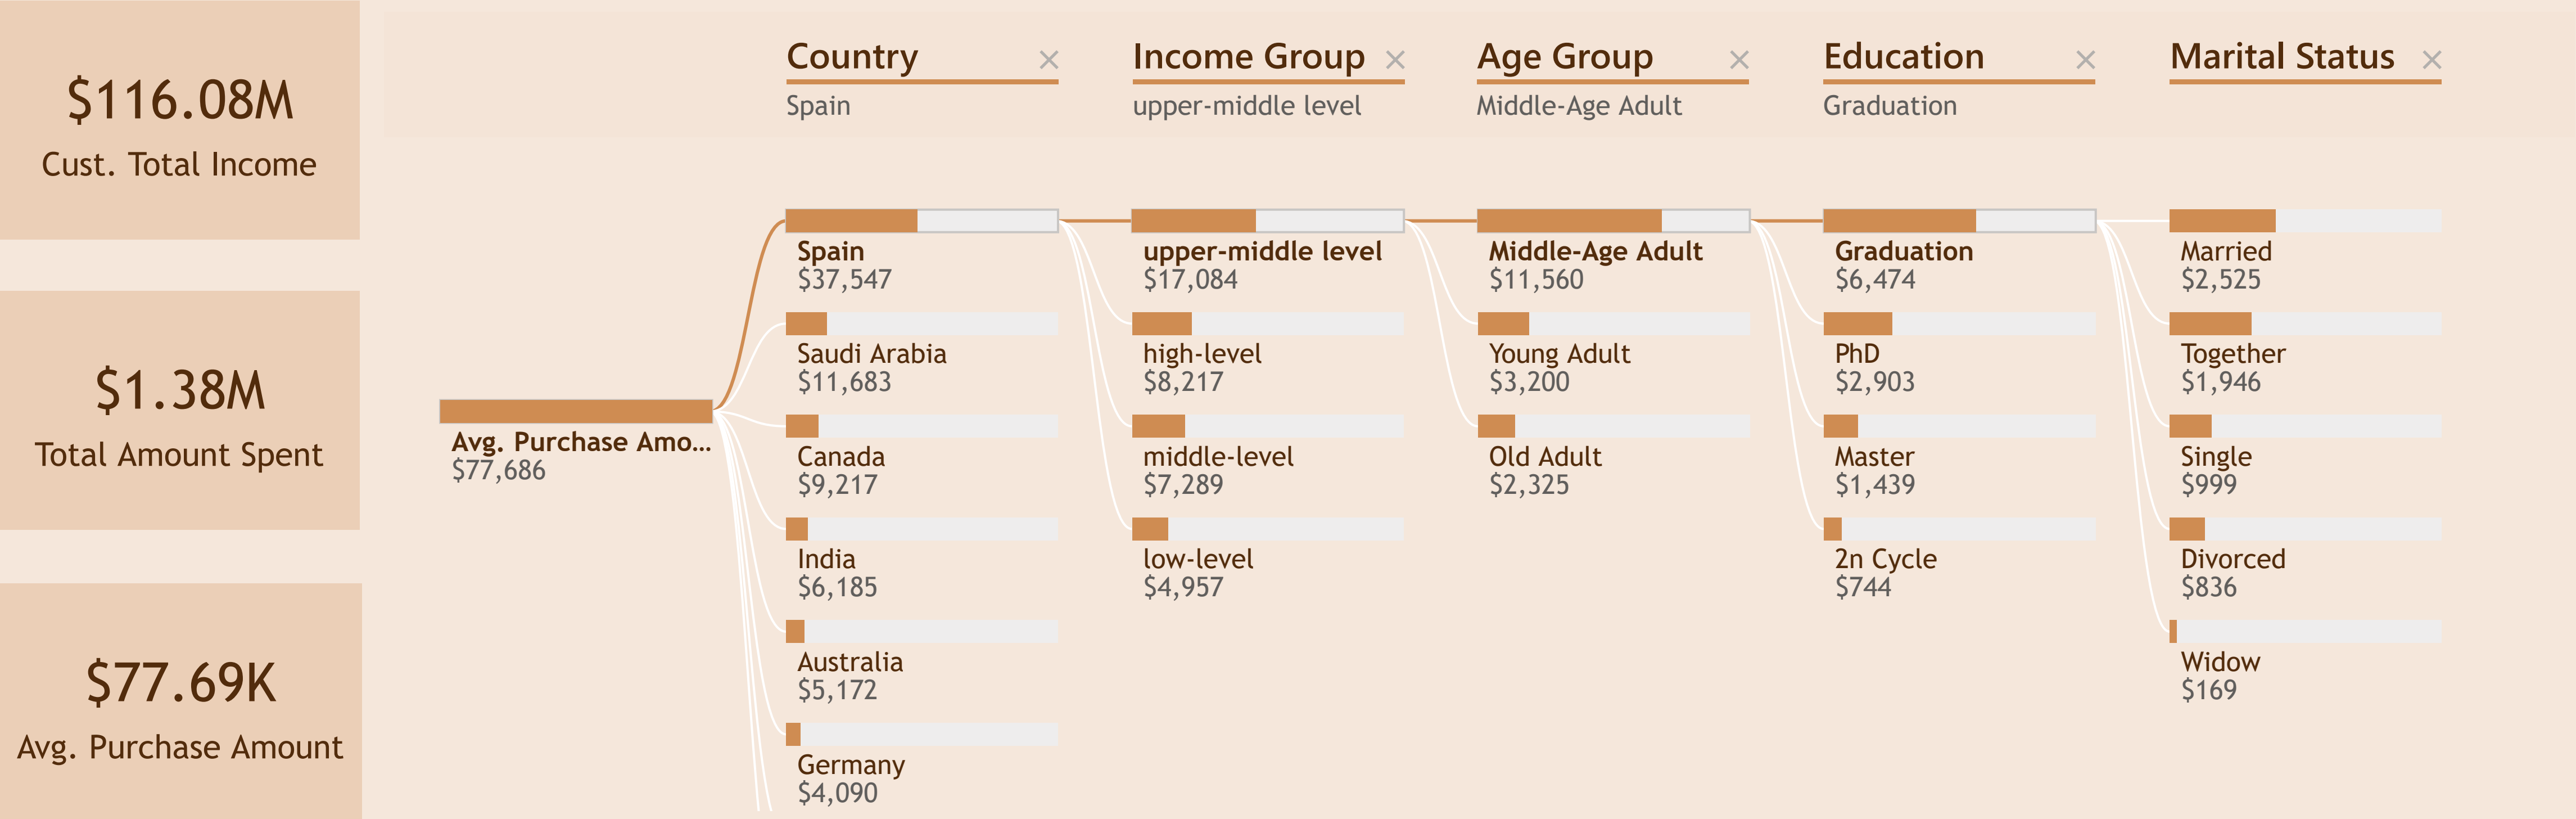 $116.08M
Cust. Total Income
$1.38M
Total Amount Spent
$77.69K
Avg. Purchase Amount
Country
Spain
Income Group
upper-middle level
Age Group
Middle-Age Adult
Education
Graduation
Marital Status
Avg. Purchase Amo...
$77,686
Spain
$37,547
Saudi Arabia
$11,683
Canada
$9,217
India
$6,185
Australia
$5,172
Germany
$4,090
upper-middle level
$17,084
high-level
$8,217
middle-level
$7,289
low-level
$4,957
Middle-Age Adult
$11,560
Young Adult
$3,200
Old Adult
$2,325
Graduation
$6,474
PhD
$2,903
Master
$1,439
2n Cycle
$744
Married
$2,525
Together
$1,946
Single
$999
Divorced
$836
Widow
$169